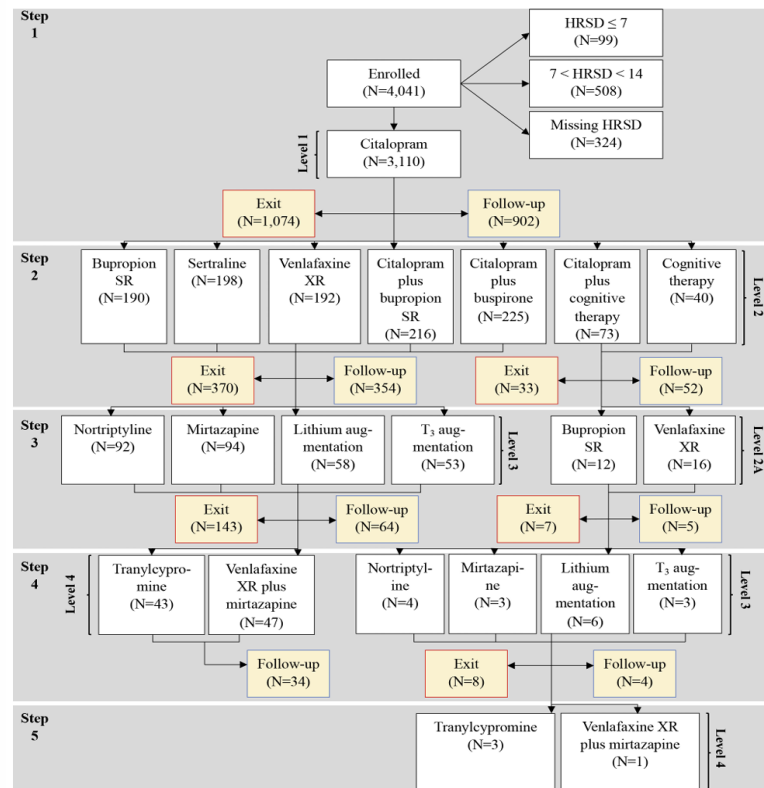 Step
1
HRSD ≤ 7
(N=99)
Enrolled
(N=4,041)
7 < HRSD < 14
(N=508)
Missing HRSD
(N=324)
Level 1
Citalopram
(N=3,110)
Exit
(N=1,074)
Follow-up
(N=902)
Step
2
Bupropion
SR
(N=190)
Sertraline
(N=198)
Venlafaxine
XR
(N=192)
Citalopram
plus
bupropion
SR
(N=216)
Citalopram
plus
buspirone
(N=225)
Citalopram
plus
cognitive
therapy
(N=73)
Cognitive
therapy
(N=40)
Level 2
Exit
(N=370)
Follow-up
(N=354)
Exit
(N=33)
Follow-up
(N=52)
Step
3
Nortriptyline
(N=92)
Mirtazapine
(N=94)
Lithium aug-
mentation
(N=58)
T₃ aug-
mentation
(N=53)
Level 3
Bupropion
SR
(N=12)
Venlafaxine
XR
(N=16)
Level 2A
Exit
(N=143)
Follow-up
(N=64)
Exit
(N=7)
Follow-up
(N=5)
Step
4
Level 4
Tranylcypro-
mine
(N=43)
Venlafaxine
XR plus
mirtazapine
(N=47)
Nortriptyl-
ine
(N=4)
Mirtazapi-
ne
(N=3)
Lithium
aug-
mentation
(N=6)
T₃ aug-
mentation
(N=3)
Level 3
Follow-up
(N=34)
Exit
(N=8)
Follow-up
(N=4)
Step
5
Tranylcypromine
(N=3)
Venlafaxine XR
plus mirtazapine
(N=1)
Level 4